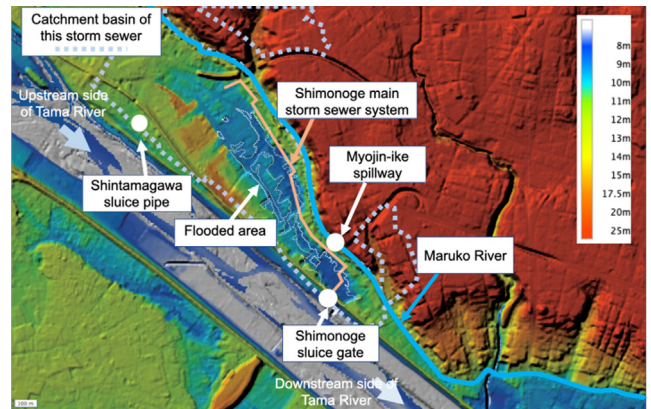 Catchment basin of
this storm sewer
Upstream side
of Tama River
Shimonoge main
storm sewer system
Myojin-ike
spillway
Shintamagawa
sluice pipe
Flooded area
Maruko River
Shimonoge
sluice gate
Downstream side of
Tama River
8m
9m
10m
11m
12m
13m
15m
17.5m
20m
25m
100 m